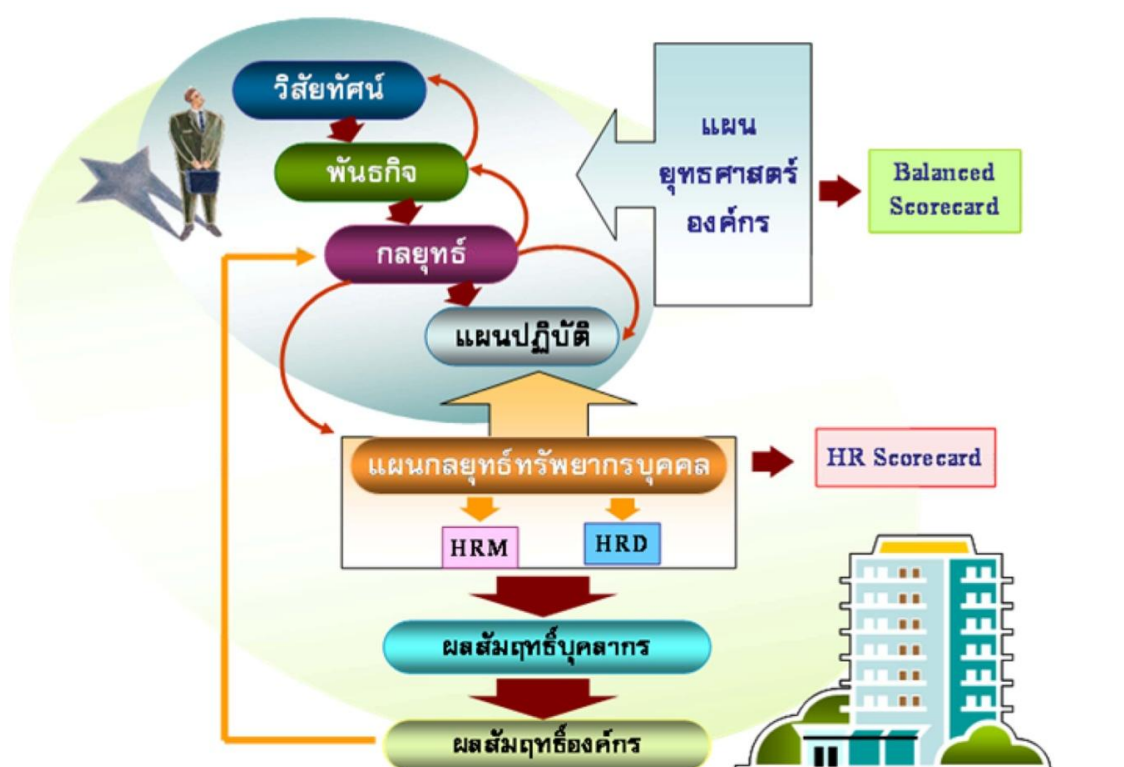 วิสัยทัศน์
พันธกิจ
กลยุทธ์
แผนปฏิบัติ
แผน
ยุทธศาสตร์
องค์กร
Balanced
Scorecard
แผนกลยุทธ์ทรัพยากรบุคคล
HR Scorecard
HRM
HRD
ผลสัมฤทธิ์บุคลากร
ผลสัมฤทธิ์องค์กร